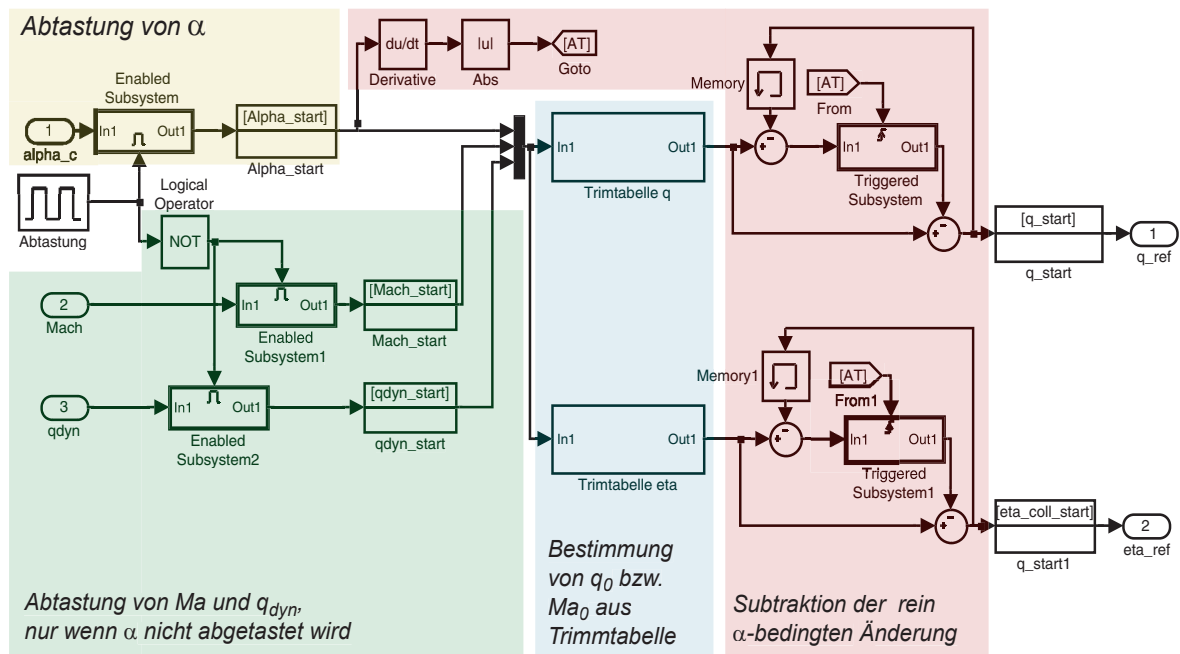 Abtastung von α
du/dt
|u|
[AT]
Derivative
Abs
Goto
Memory
[AT]
From
Enabled
Subsystem
1
alpha_c
In1
Out1
[Alpha_start]
Alpha_start
In1
Out1
Trimtabelle q
+ -
In1
Out1
Triggered
Subsystem
+ -
[q_start]
q_start
1
q_ref
Abtastung
Logical
Operator
NOT
2
Mach
In1
Out1
Enabled
Subsystem1
[Mach_start]
Mach_start
3
qdyn
In1
Out1
Enabled
Subsystem2
[qdyn_start]
qdyn_start
In1
Out1
Trimtabelle eta
Memory1
[AT]
From1
+ -
In1
Out1
Triggered
Subsystem1
+ -
[eta_coll_start]
q_start1
2
eta_ref
Abtastung von Ma und qdyn,
nur wenn α nicht abgetastet wird
Bestimmung
von q0 bzw.
Ma0 aus
Trimmtabelle
Subtraktion der rein
α-bedingten Änderung